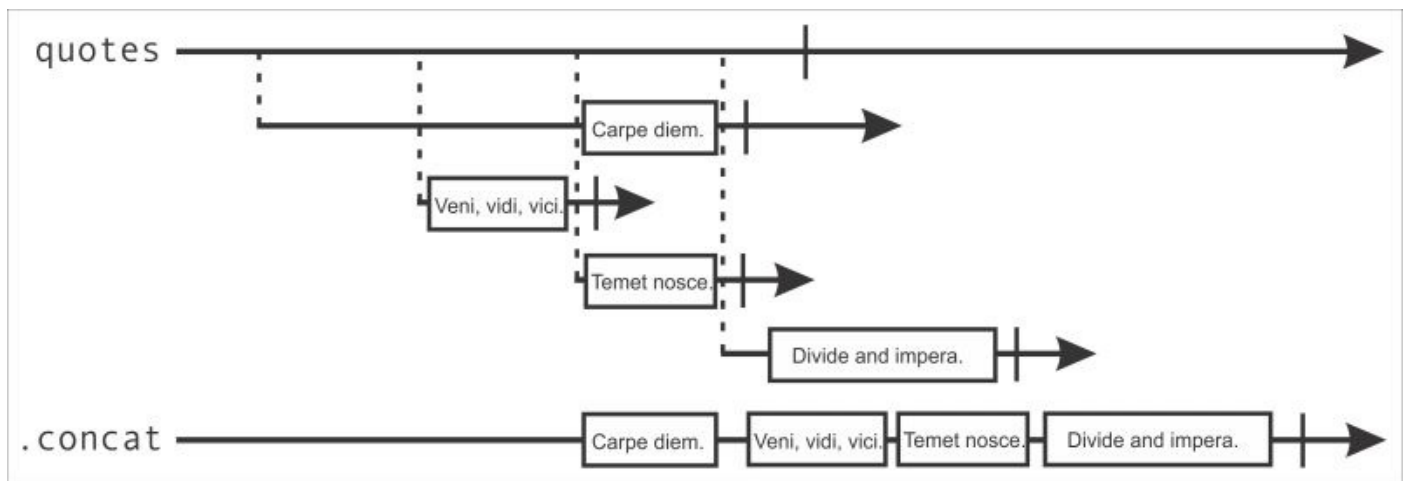 quotes
Carpe diem.
Veni, vidi, vici.
Temet nosce.
Divide and impera.
.concat
Carpe diem.
Veni, vidi, vici.
Temet nosce.
Divide and impera.